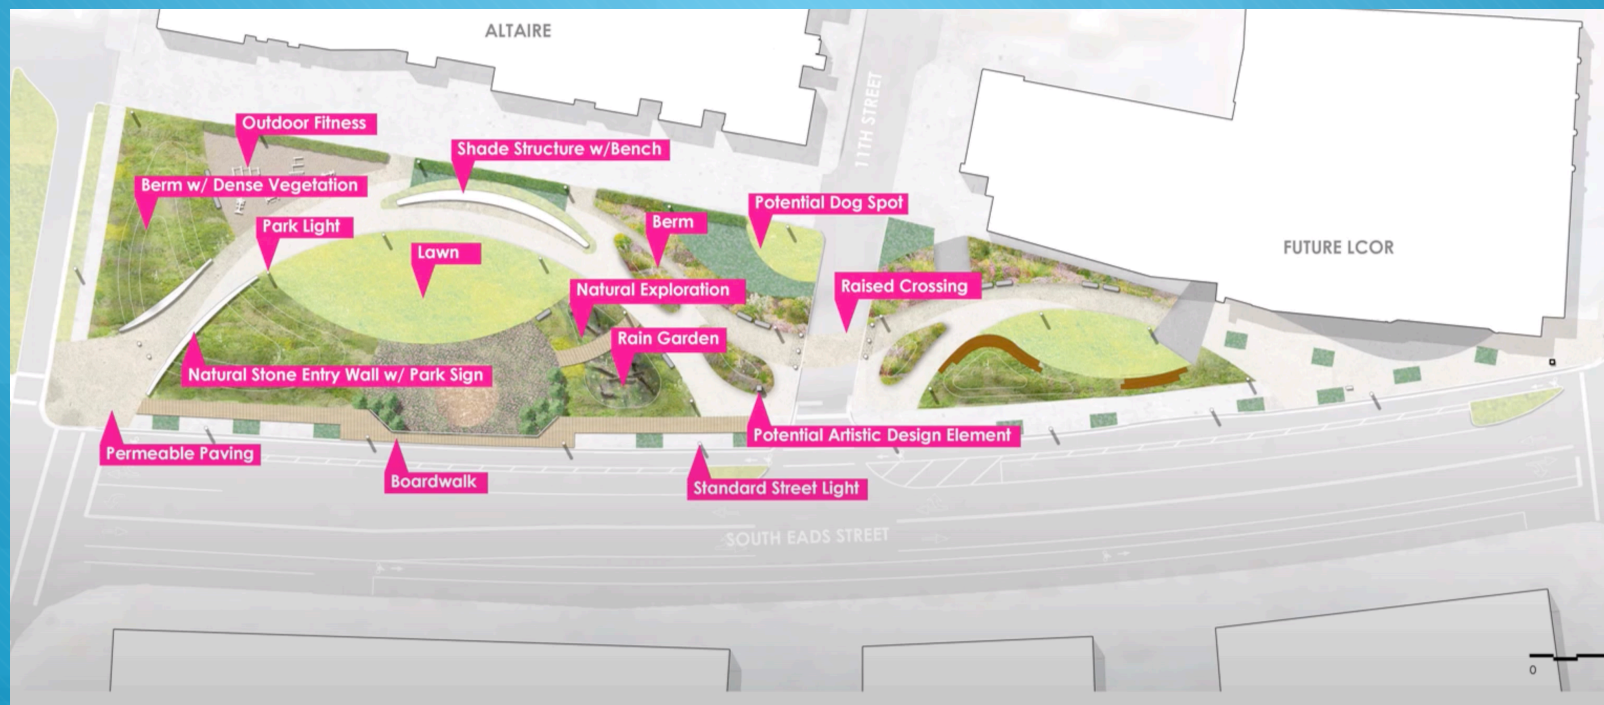 ALTAIRE
11TH STREET
Outdoor Fitness
Shade Structure w/Bench
Berm w/ Dense Vegetation
Potential Dog Spot
Park Light
Berm
Lawn
FUTURE LCOR
Natural Exploration
Raised Crossing
Rain Garden
Natural Stone Entry Wall w/ Park Sign
Potential Artistic Design Element
Permeable Paving
Boardwalk
Standard Street Light
SOUTH EADS STREET
0